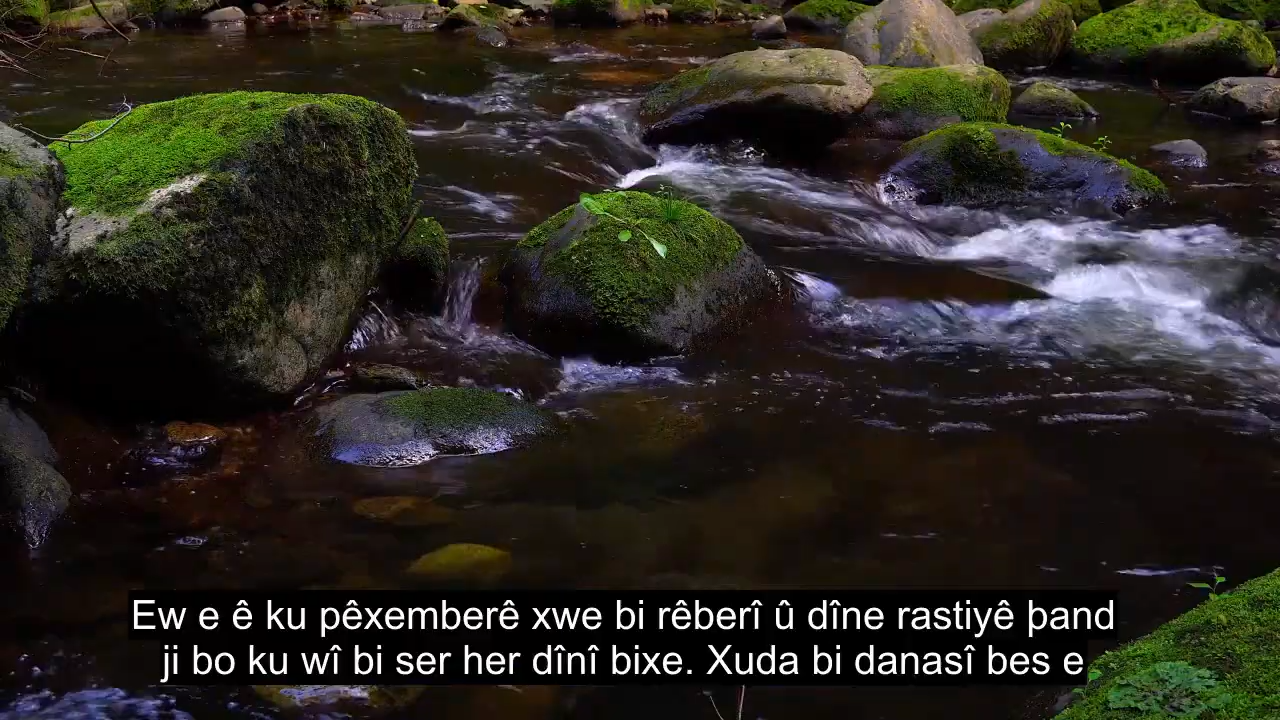 Ew e ê ku pêxemberê xwe bi rêberî û dîne rastiyê þand
ji bo ku wî bi ser her dînî bixe. Xuda bi danasî bes e